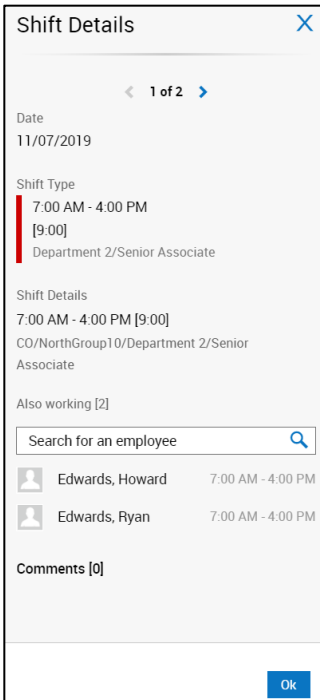 Shift Details X
1 of 2
Date
11/07/2019
Shift Type
7:00 AM - 4:00 PM
[9:00]
Department 2/Senior Associate
Shift Details
7:00 AM - 4:00 PM [9:00]
CO/NorthGroup10/Department 2/Senior
Associate
Also working [2]
Search for an employee
Edwards, Howard 7:00 AM - 4:00 PM
Edwards, Ryan 7:00 AM - 4:00 PM
Comments [0]
Ok